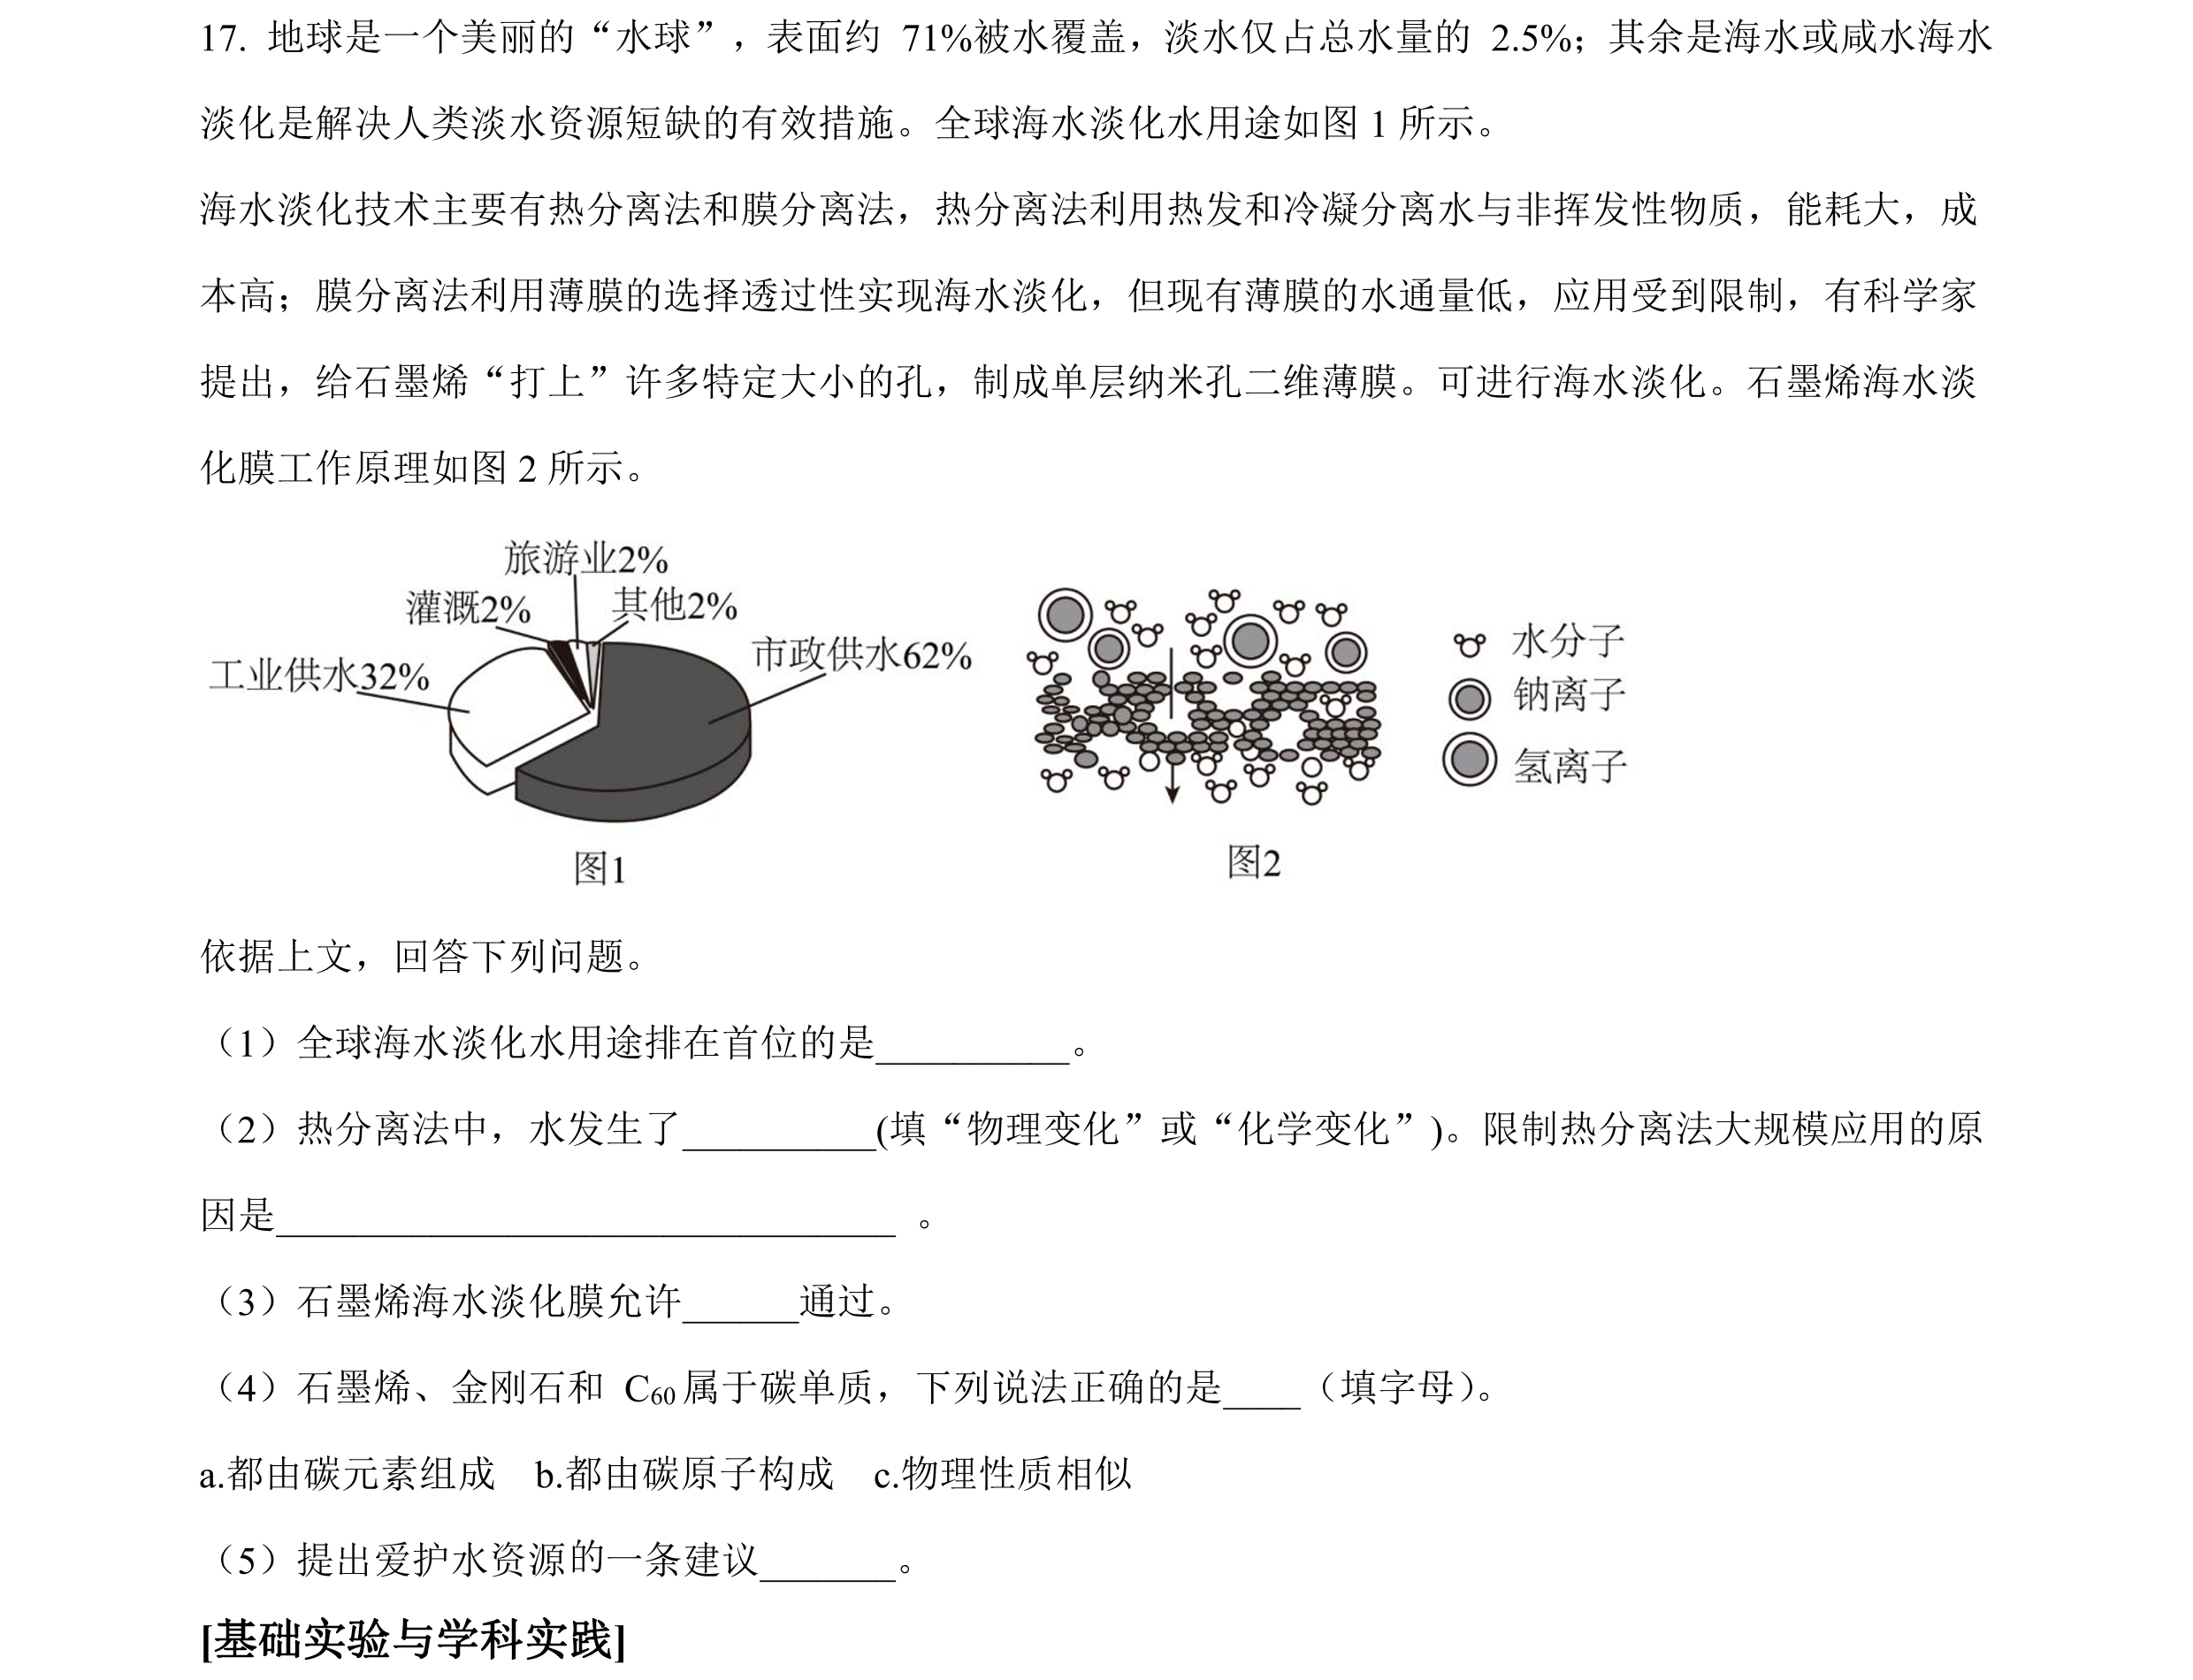 17. 地球是一个美丽的“水球”，表面约 71%被水覆盖，淡水仅占总水量的 2.5%；其余是海水或咸水海水
淡化是解决人类淡水资源短缺的有效措施。全球海水淡化水用途如图 1 所示。
海水淡化技术主要有热分离法和膜分离法，热分离法利用热发和冷凝分离水与非挥发性物质，能耗大，成
本高；膜分离法利用薄膜的选择透过性实现海水淡化，但现有薄膜的水通量低，应用受到限制，有科学家
提出，给石墨烯“打上”许多特定大小的孔，制成单层纳米孔二维薄膜。可进行海水淡化。石墨烯海水淡
化膜工作原理如图 2 所示。
旅游业2%
灌溉2%
其他2%
市政供水62%
工业供水32%
图1
水分子
钠离子
氢离子
图2
依据上文，回答下列问题。
（1）全球海水淡化水用途排在首位的是__________。
（2）热分离法中，水发生了__________(填“物理变化”或“化学变化”)。限制热分离法大规模应用的原
因是________________________________ 。
（3）石墨烯海水淡化膜允许______通过。
（4）石墨烯、金刚石和 C₆₀属于碳单质，下列说法正确的是____（填字母）。
a.都由碳元素组成 b.都由碳原子构成 c.物理性质相似
（5）提出爱护水资源的一条建议_______。
[基础实验与学科实践]